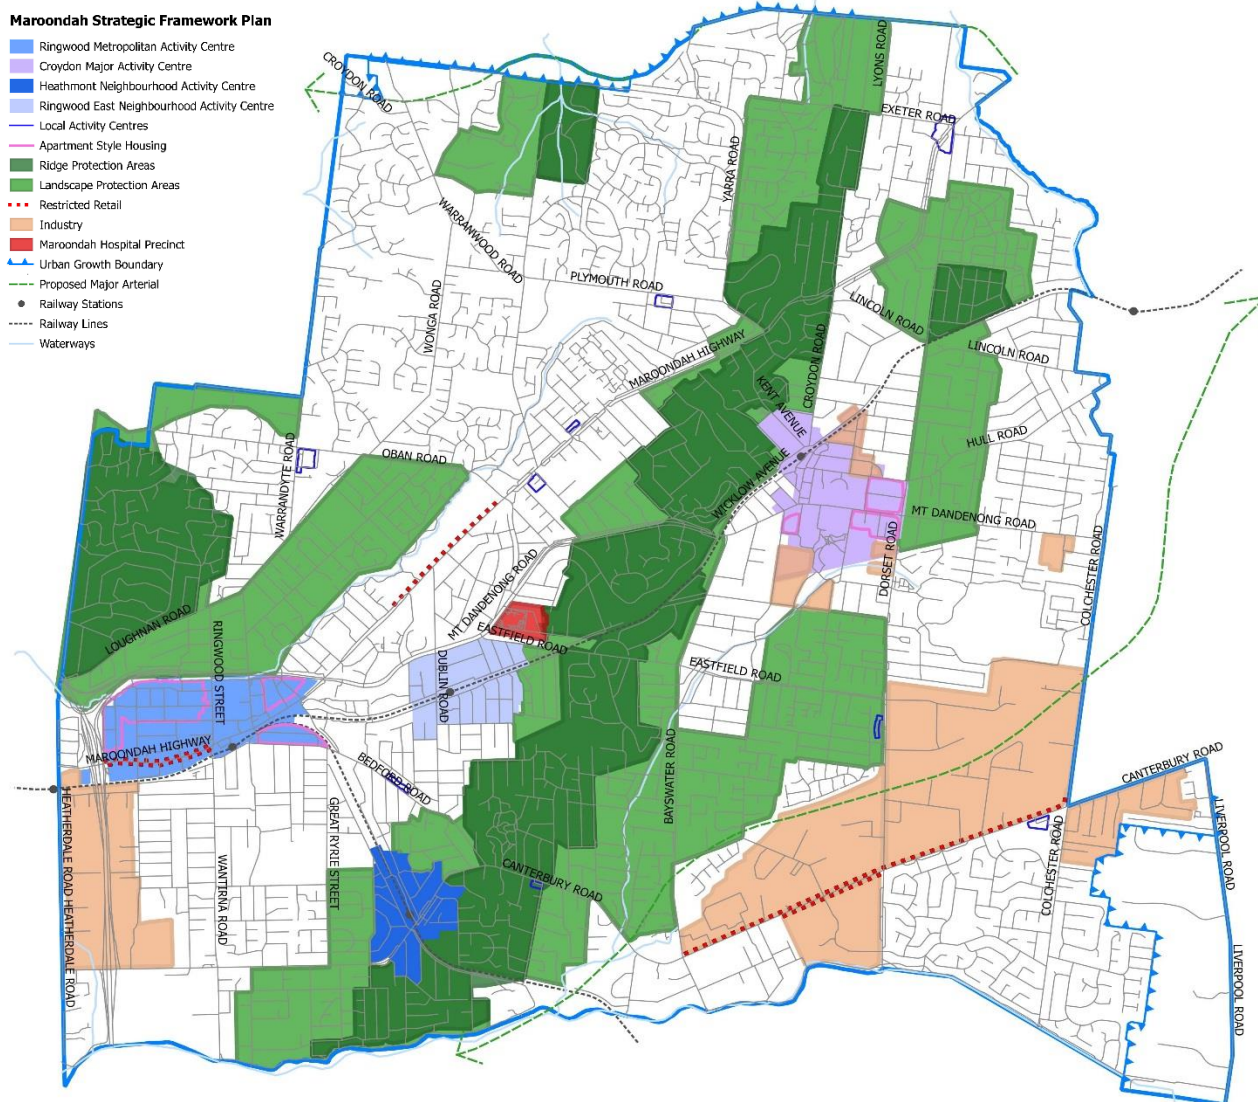 Maroondah Strategic Framework Plan
Ringwood Metropolitan Activity Centre
Croydon Major Activity Centre
Heathmont Neighbourhood Activity Centre
Ringwood East Neighbourhood Activity Centre
Local Activity Centres
Apartment Style Housing
Ridge Protection Areas
Landscape Protection Areas
Restricted Retail
Industry
Maroondah Hospital Precinct
Urban Growth Boundary
Proposed Major Arterial
Railway Stations
Railway Lines
Waterways
CROYDON ROAD
LYONS ROAD
EXETER ROAD
YARRA ROAD
WARRANWOOD ROAD
PLYMOUTH ROAD
WONGA ROAD
LINCOLN ROAD
LINCOLN ROAD
MAROONDAH HIGHWAY
CROYDON ROAD
KENT AVENUE
HULL ROAD
WARRANDYTE ROAD
OBAN ROAD
WICKLOW AVENUE
MT DANDENONG ROAD
COLCHESTER ROAD
DORSET ROAD
MT DANDENONG ROAD
LOUGHNAN ROAD
RINGWOOD STREET
EASTFIELD ROAD
DUBLIN ROAD
EASTFIELD ROAD
MAROONDAH HIGHWAY
BEDFORD ROAD
BAYSWATER ROAD
CANTERBURY ROAD
HEATHERDALE ROAD
HEATHERDALE ROAD
GREAT RYRIE STREET
WANTIRNA ROAD
CANTERBURY ROAD
COLCHESTER ROAD
LIVERPOOL ROAD
LIVERPOOL ROAD